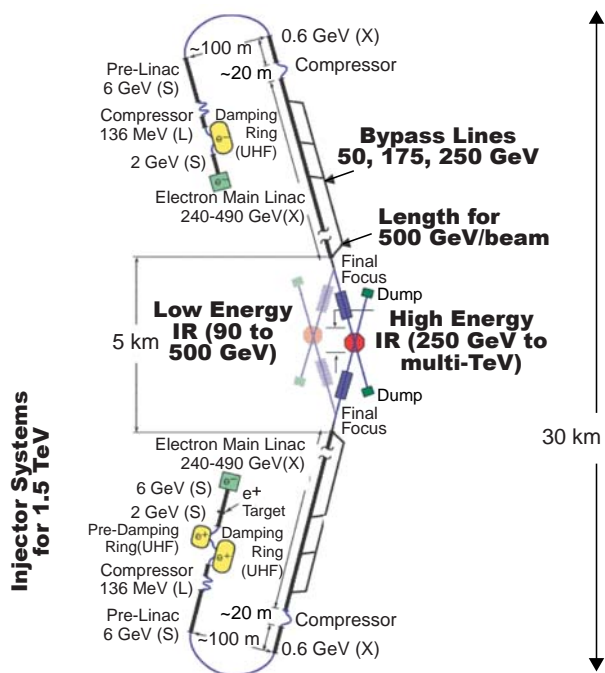 0.6 GeV (X)
~100 m
Compressor
~20 m
Pre-Linac
6 GeV (S)
Compressor
136 MeV (L)
Damping
Ring
(UHF)
e-
2 GeV (S)
e-
Bypass Lines
50, 175, 250 GeV
Electron Main Linac
240-490 GeV(X)
Length for
500 GeV/beam
Final
Focus
Dump
Low Energy
IR (90 to
500 GeV)
High Energy
IR (250 GeV to
multi-TeV)
5 km
Dump
Final
Focus
30 km
Injector Systems
for 1.5 TeV
Electron Main Linac
240-490 GeV(X)
6 GeV (S)
e-
e+
Target
2 GeV (S)
Pre-Damping
Ring(UHF)
e+
Damping
Ring
(UHF)
e+
Compressor
136 MeV (L)
Pre-Linac
6 GeV (S)
~20 m
Compressor
~100 m
0.6 GeV (X)